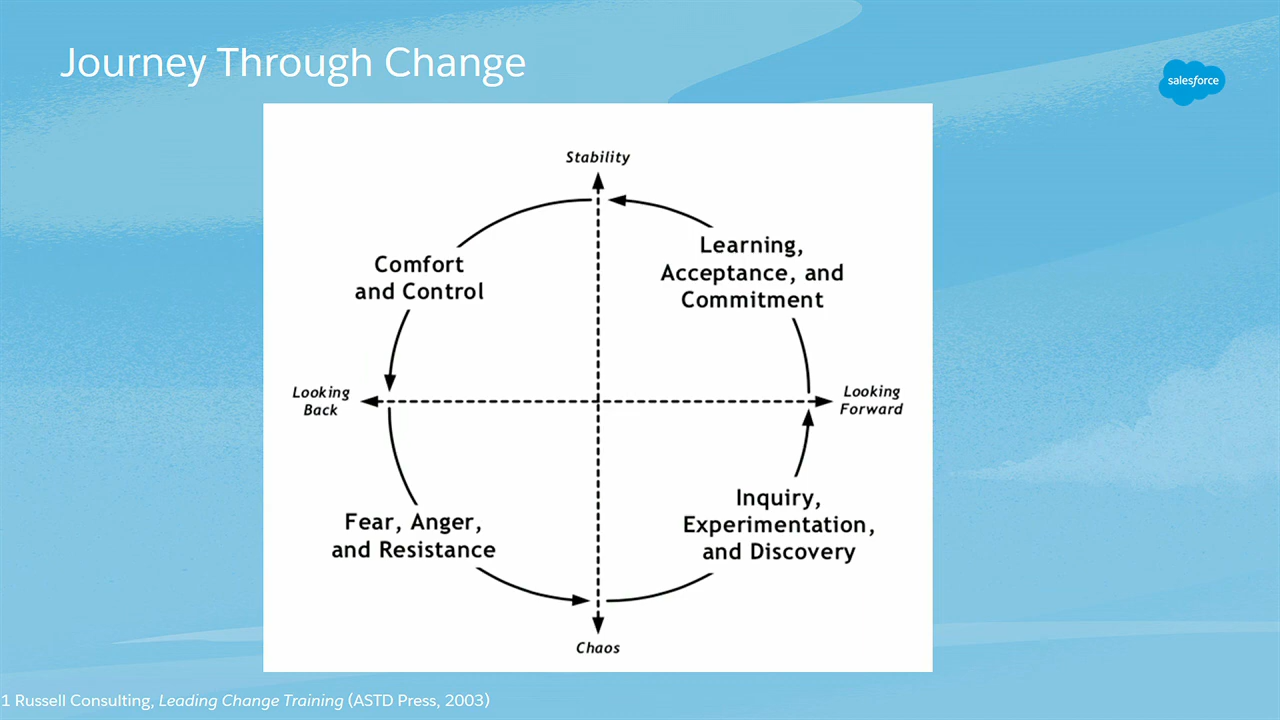 Journey Through Change
salesforce
Stability
Comfort
and Control
Learning,
Acceptance, and
Commitment
Looking
Back
Looking
Forward
Fear, Anger,
and Resistance
Inquiry,
Experimentation,
and Discovery
Chaos
1 Russell Consulting, Leading Change Training (ASTD Press, 2003)